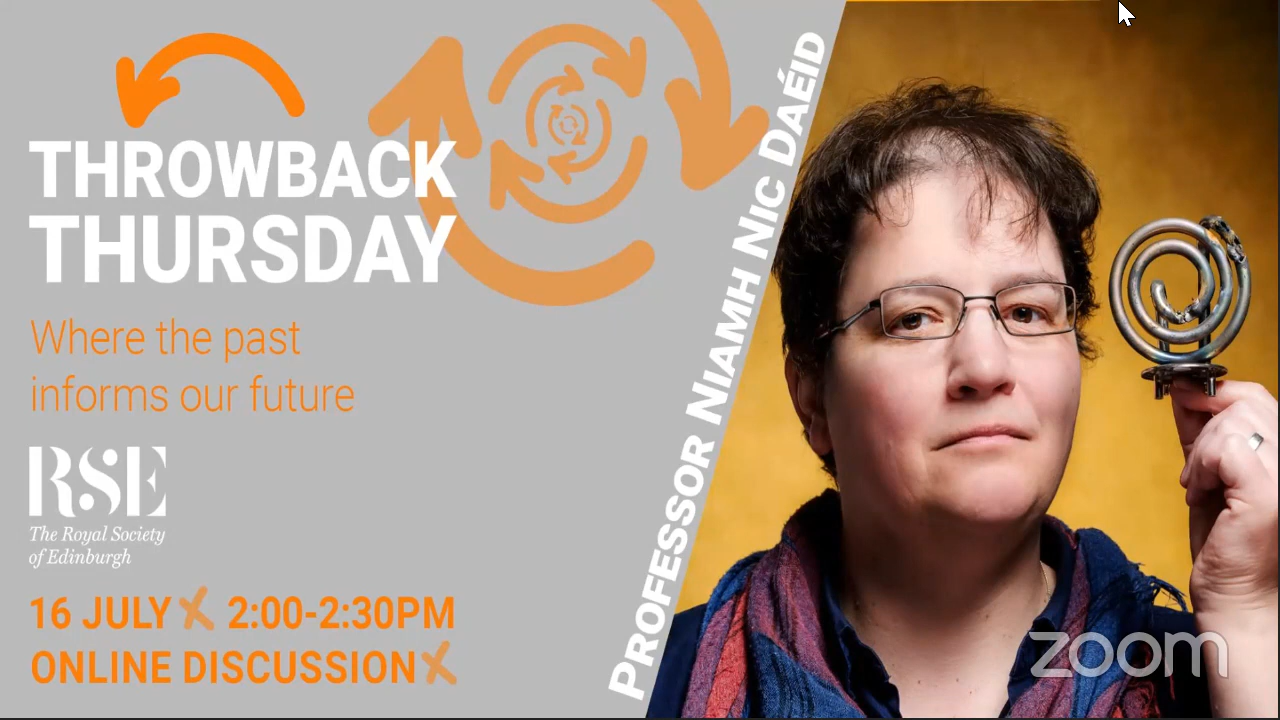 THROWBACK
THURSDAY
Where the past
informs our future
RSE
The Royal Society
of Edinburgh
16 JULY 2:00-2:30PM
ONLINE DISCUSSION
PROFESSOR NIAMH NIC DAÉID
zoom